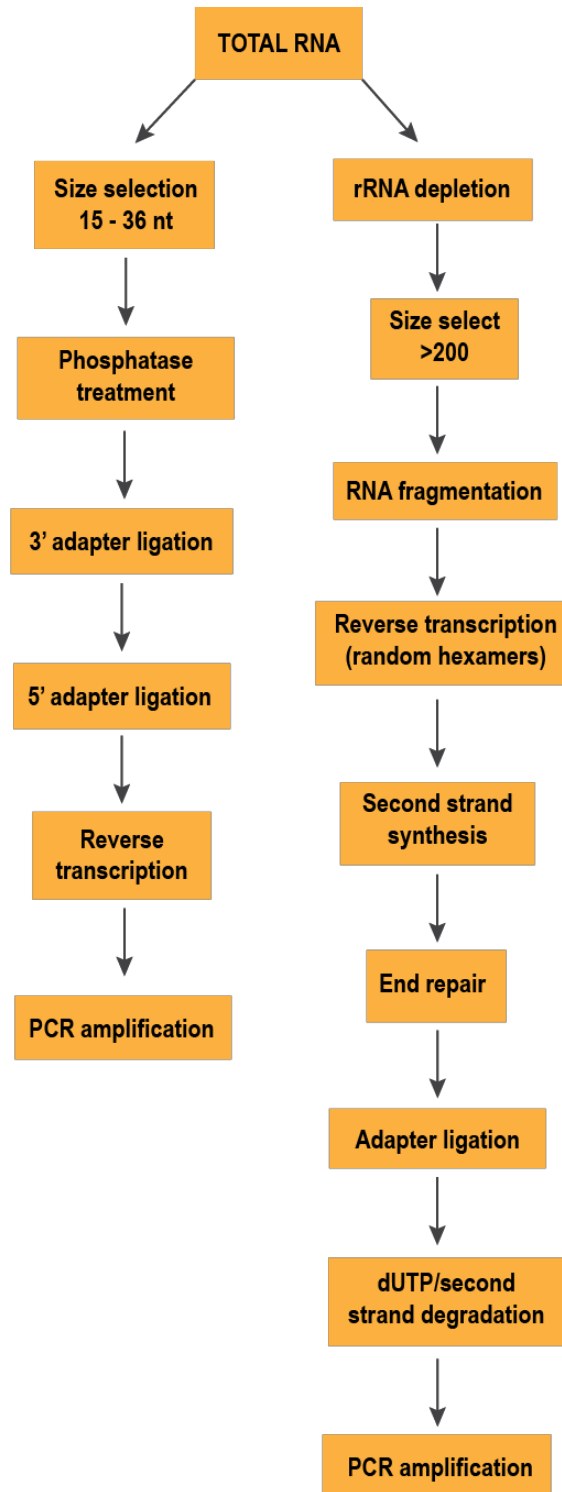 TOTAL RNA
Size selection
15 - 36 nt
Phosphatase
treatment
3’ adapter ligation
5’ adapter ligation
Reverse
transcription
PCR amplification
rRNA depletion
Size select
>200
RNA fragmentation
Reverse transcription
(random hexamers)
Second strand
synthesis
End repair
Adapter ligation
dUTP/second
strand degradation
PCR amplification